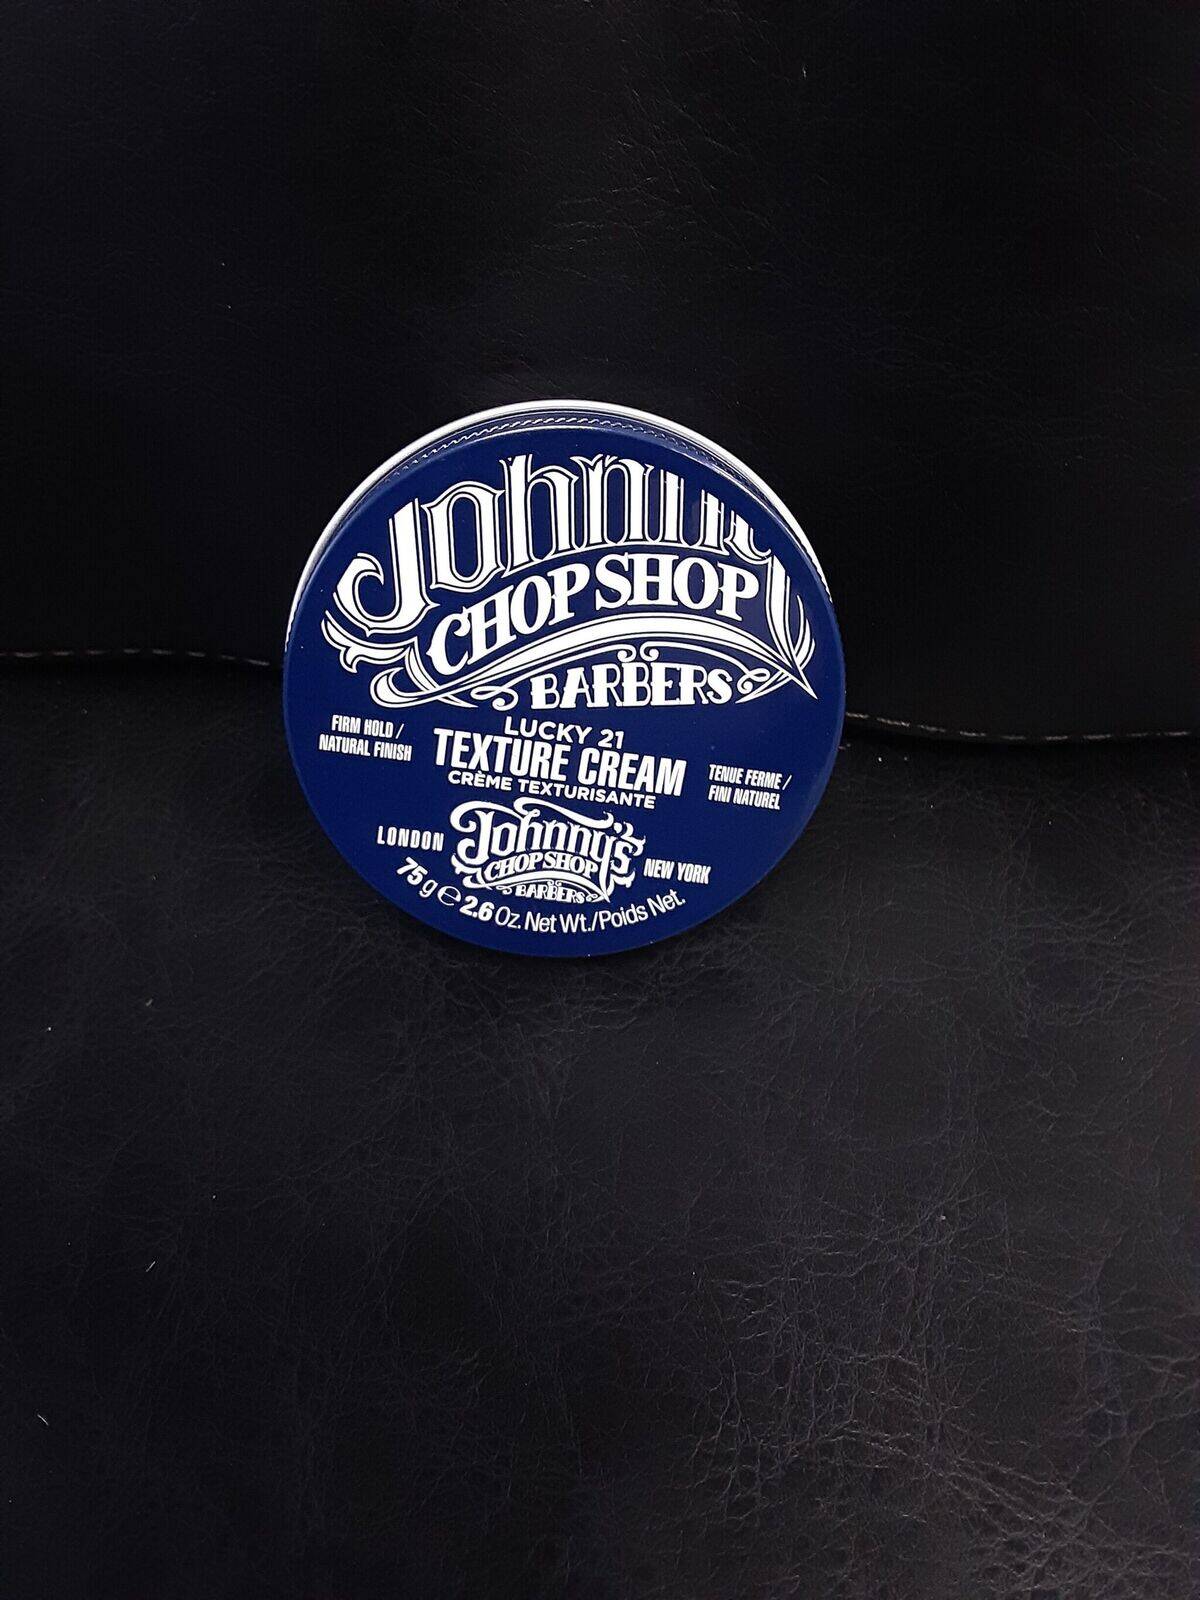 Johnny
CHOP SHOP
BARBERS
FIRM HOLD /
NATURAL FINISH
LUCKY 21
TEXTURE CREAM
CRÈME TEXTURISANTE
TENUE FERME /
FINI NATUREL
LONDON
Johnny's
CHOP SHOP
BARBERS
NEW YORK
75 g ℮ 2.6 Oz. Net Wt./Poids Net.